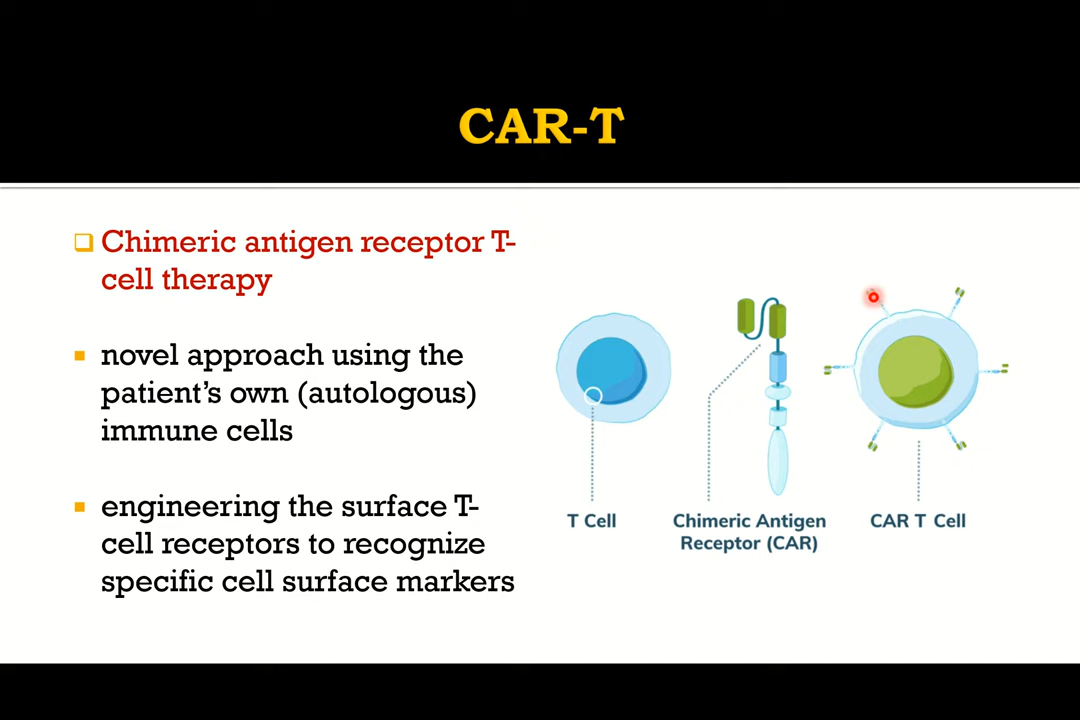 CAR-T
Chimeric antigen receptor T-
cell therapy
novel approach using the
patient’s own (autologous)
immune cells
engineering the surface T-
cell receptors to recognize
specific cell surface markers
T Cell
Chimeric Antigen
Receptor (CAR)
CAR T Cell